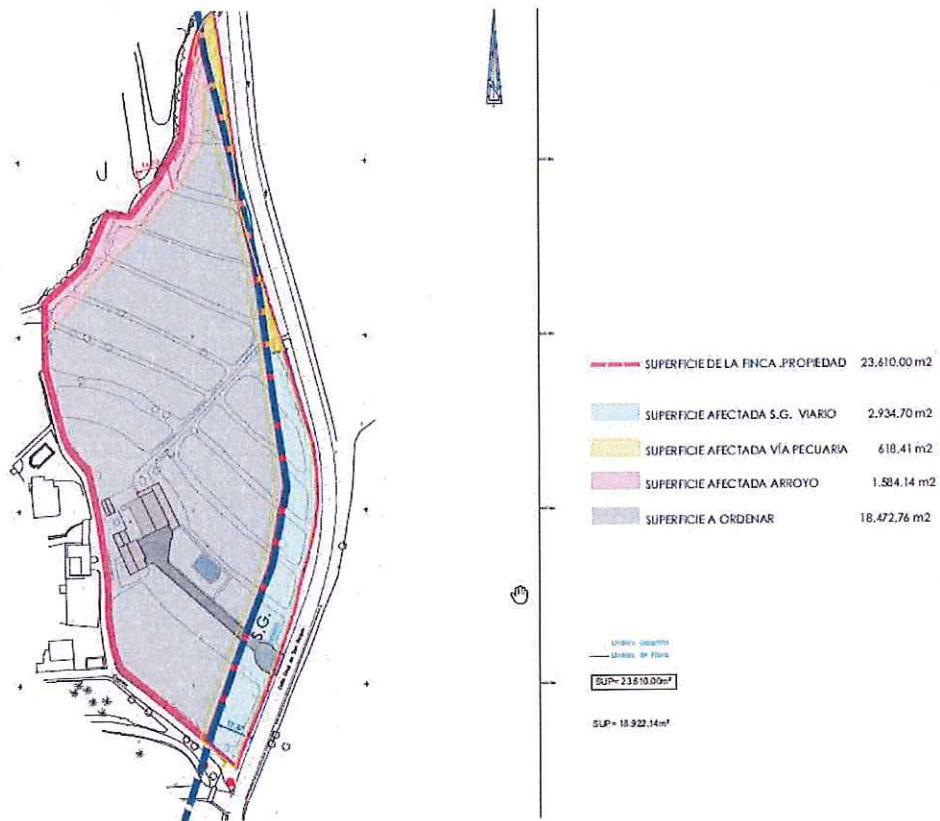 SUPERFICIE DE LA FINCA.PROPIEDAD 23.610,00 m2
SUPERFICIE AFECTADA S.G. VIARIO 2.934,70 m2
SUPERFICIE AFECTADA VÍA PECUARIA 618,41 m2
SUPERFICIE AFECTADA ARROYO 1.584,14 m2
SUPERFICIE A ORDENAR 18.472,76 m2
S.G.
SUP= 23.610,00m²
SUP= 18.922,14m²